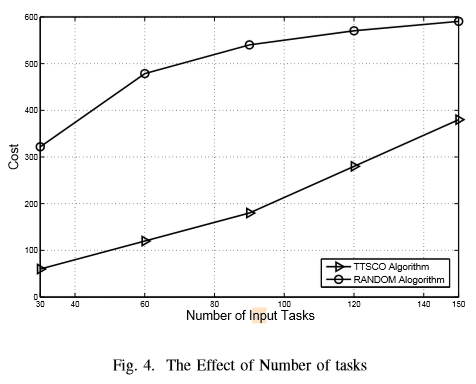 600
500
400
300
200
100
0
Cost
30 40 60 80 100 120 140 150
Number of Input Tasks
TTSCO Algorithm
RANDOM Alogorithm
Fig. 4. The Effect of Number of tasks